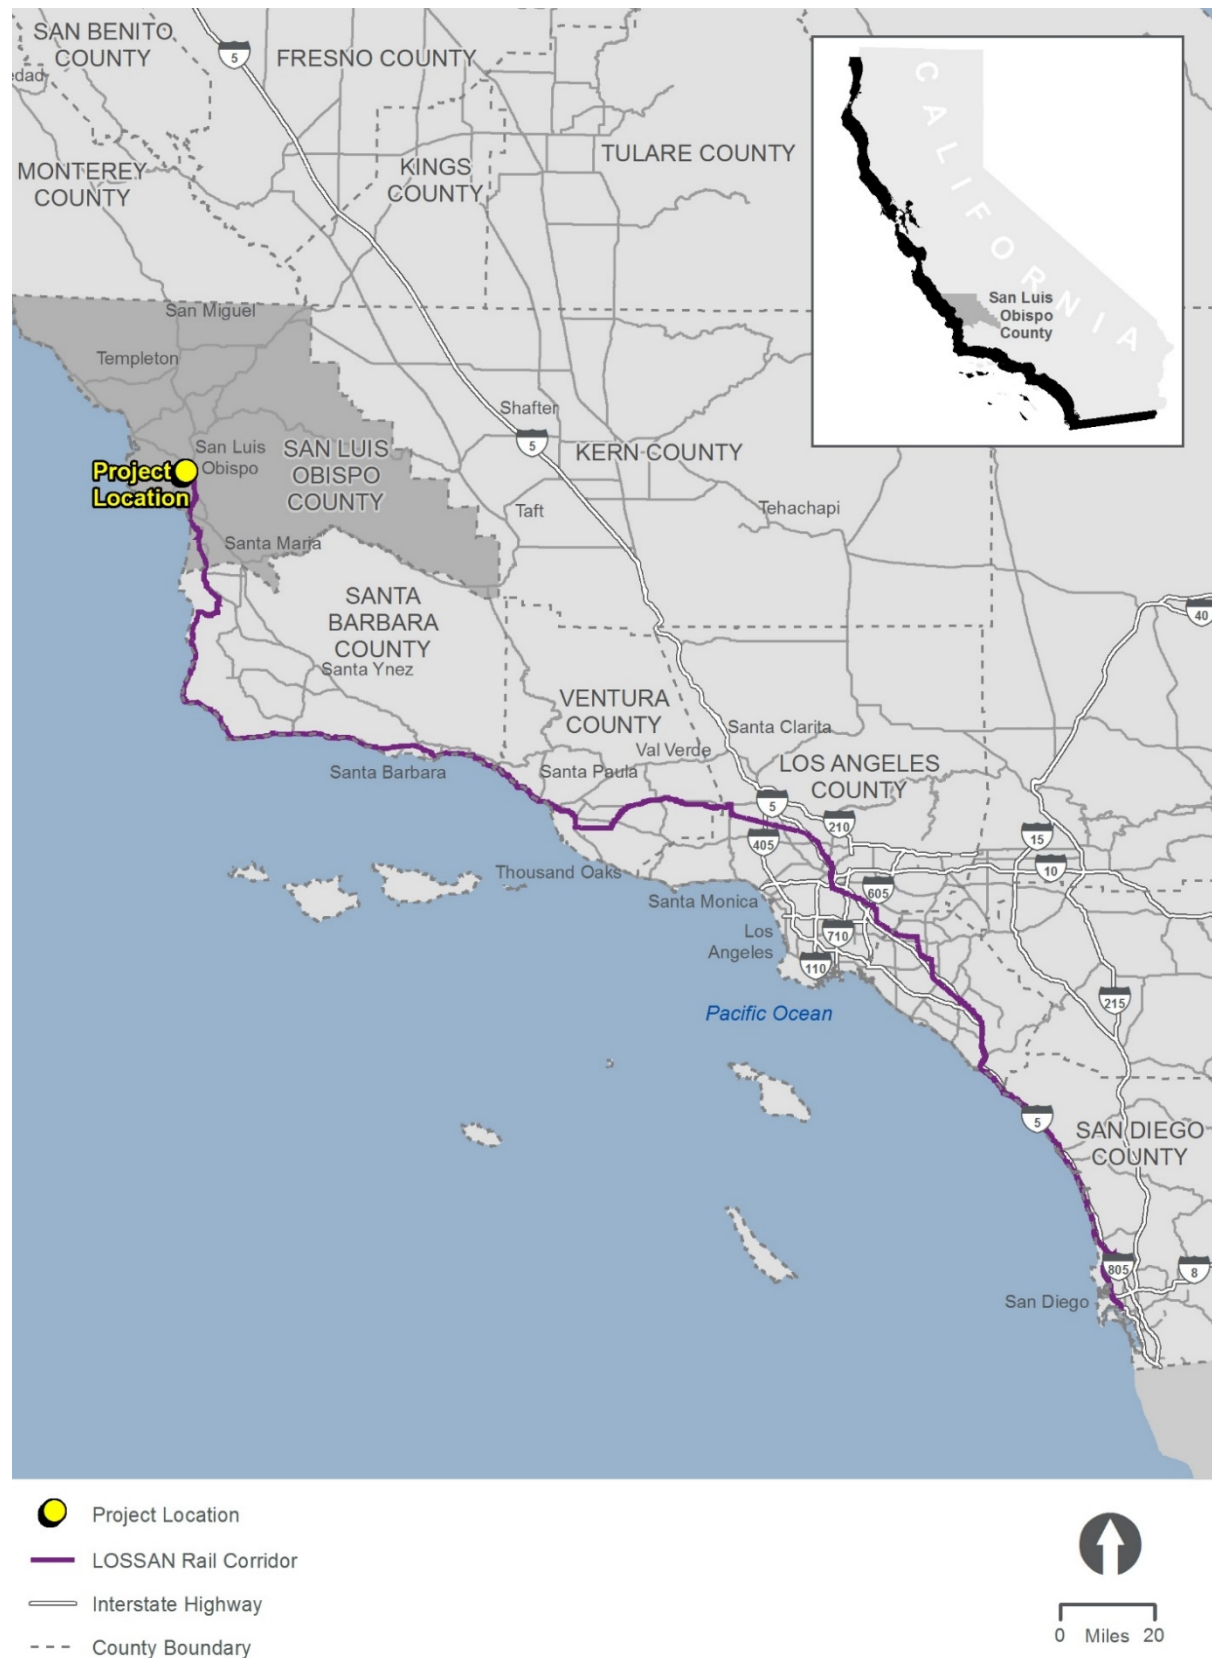 SAN BENITO
COUNTY
5
FRESNO COUNTY
edad
MONTEREY
COUNTY
KINGS
COUNTY
TULARE COUNTY
CALIFORNIA
San Luis
Obispo
County
San Miguel
Templeton
San Luis
Obispo
SAN LUIS
OBISPO
COUNTY
Project
Location
Shafter
5
KERN COUNTY
Taft
Tehachapi
Santa Maria
SANTA
BARBARA
COUNTY
Santa Ynez
40
VENTURA
COUNTY
Santa Clarita
Val Verde
LOS ANGELES
COUNTY
Santa Barbara
Santa Paula
5
210
405
15
10
Thousand Oaks
605
Santa Monica
Los
Angeles
710
110
215
Pacific Ocean
5
SAN DIEGO
COUNTY
805
8
San Diego
Project Location
LOSSAN Rail Corridor
Interstate Highway
County Boundary
0 Miles 20